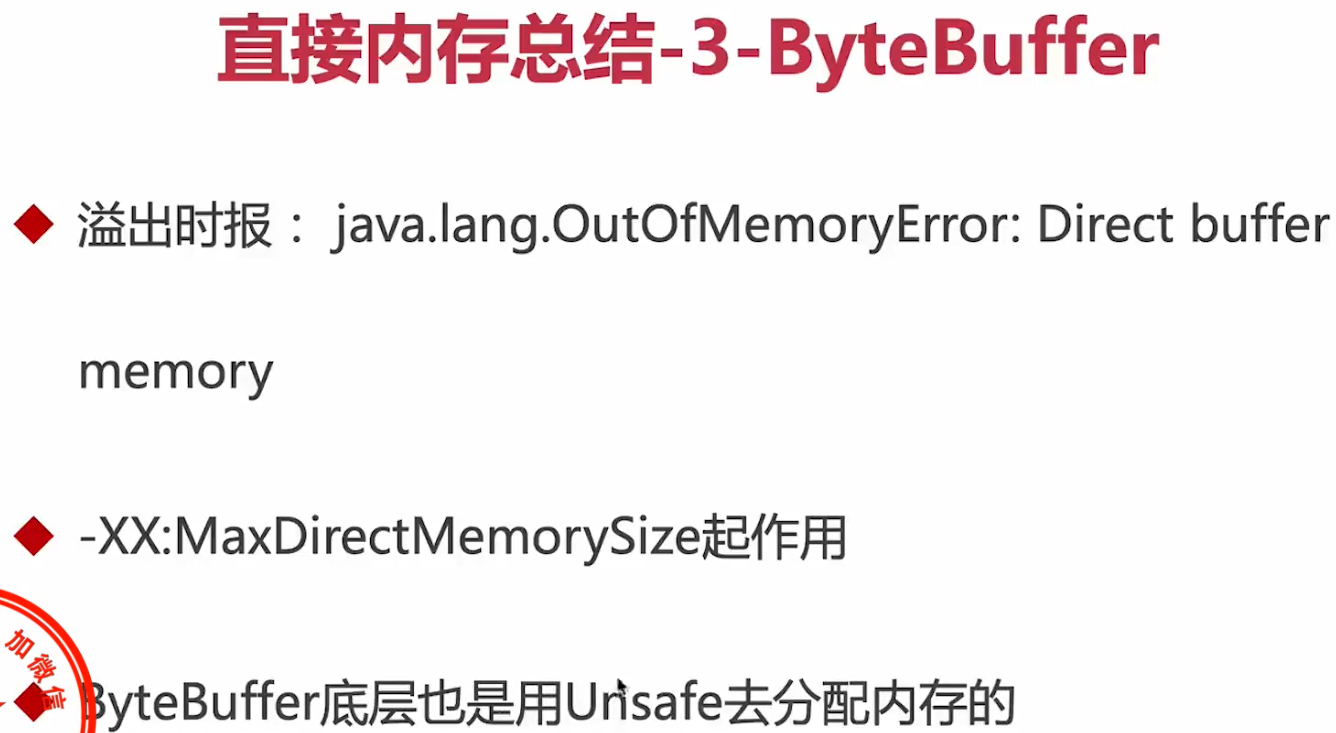 直接内存总结-3-ByteBuffer
溢出时报： java.lang.OutOfMemoryError: Direct buffer
memory
-XX:MaxDirectMemorySize起作用
加微信
ByteBuffer底层也是用Unsafe去分配内存的